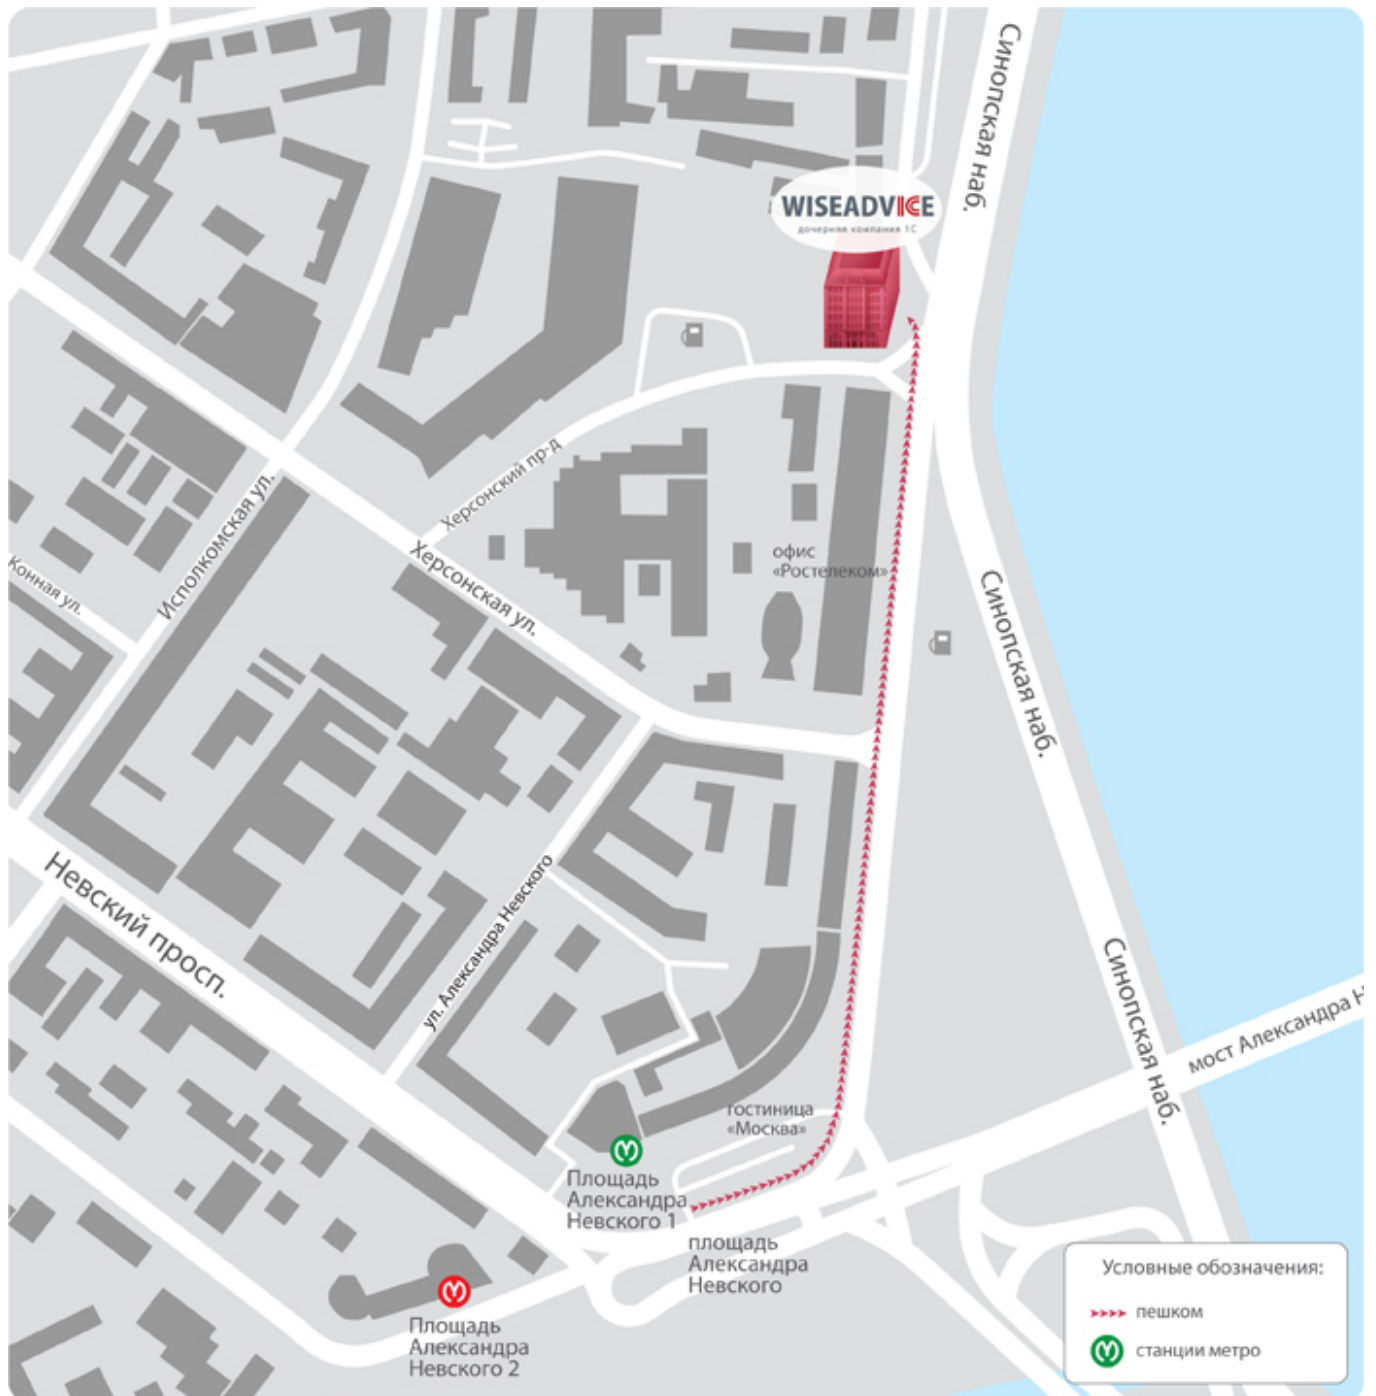 Синопская наб.
WISEADVICE
дочерняя компания 1С
Херсонский пр-д
Исполкомская ул.
Конная ул.
Херсонская ул.
офис
«Ростелеком»
Синопская наб.
Невский просп.
ул. Александра Невского
Синопская наб.
мост Александра Н
гостиница
«Москва»
Площадь
Александра
Невского 1
площадь
Александра
Невского
Площадь
Александра
Невского 2
Условные обозначения:
пешком
станции метро